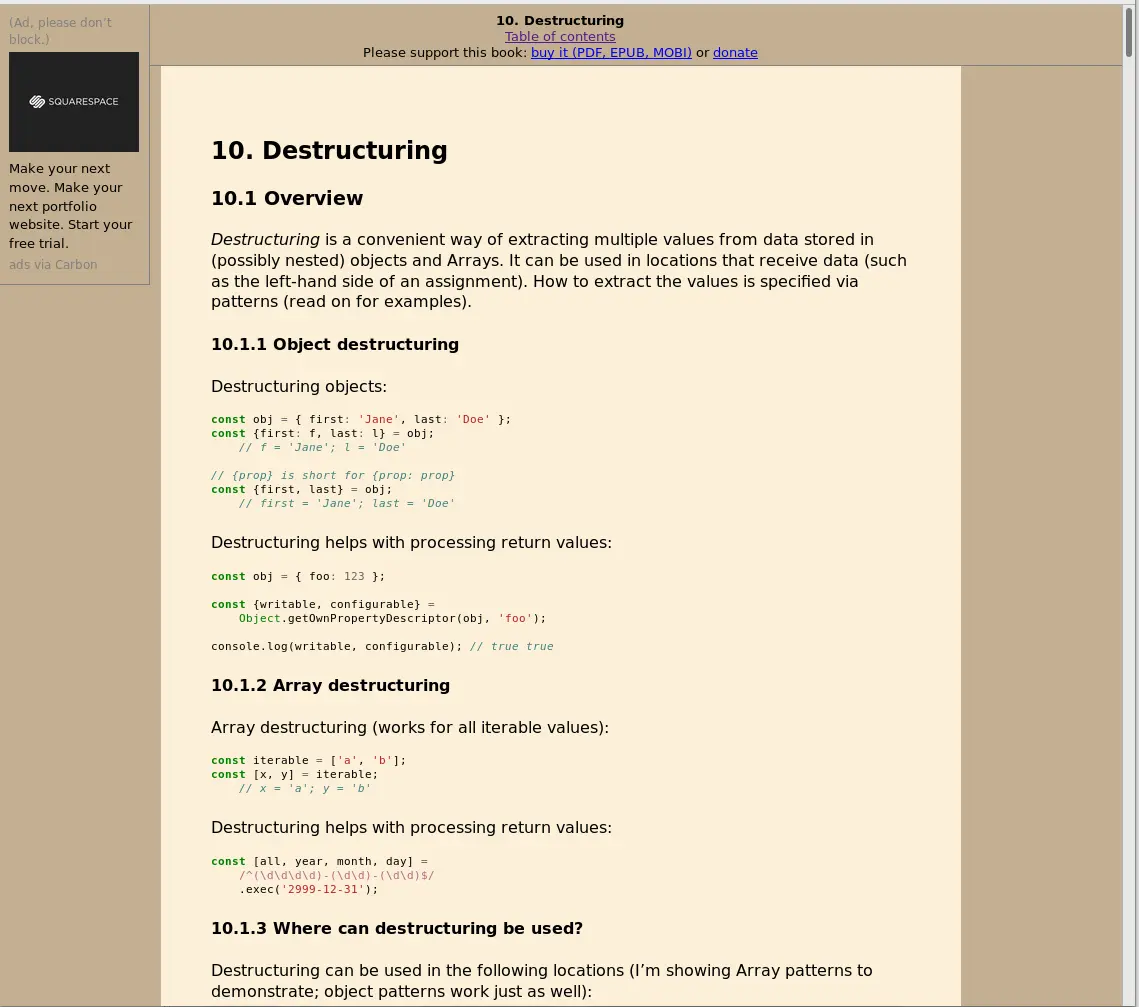 (Ad, please don't
block.)
SQUARESPACE
Make your next
move. Make your
next portfolio
website. Start your
free trial.
ads via Carbon
10. Destructuring
Table of contents
Please support this book: buy it (PDF, EPUB, MOBI) or donate
10. Destructuring
10.1 Overview
Destructuring is a convenient way of extracting multiple values from data stored in
(possibly nested) objects and Arrays. It can be used in locations that receive data (such
as the left-hand side of an assignment). How to extract the values is specified via
patterns (read on for examples).
10.1.1 Object destructuring
Destructuring objects:
const obj = { first: 'Jane', last: 'Doe' };
const {first: f, last: l} = obj;
    // f = 'Jane'; l = 'Doe'
// {prop} is short for {prop: prop}
const {first, last} = obj;
    // first = 'Jane'; last = 'Doe'
Destructuring helps with processing return values:
const obj = { foo: 123 };
const {writable, configurable} =
    Object.getOwnPropertyDescriptor(obj, 'foo');
console.log(writable, configurable); // true true
10.1.2 Array destructuring
Array destructuring (works for all iterable values):
const iterable = ['a', 'b'];
const [x, y] = iterable;
    // x = 'a'; y = 'b'
Destructuring helps with processing return values:
const [all, year, month, day] =
    /^(\d\d\d\d)-(\d\d)-(\d\d)$/
    .exec('2999-12-31');
10.1.3 Where can destructuring be used?
Destructuring can be used in the following locations (I’m showing Array patterns to
demonstrate; object patterns work just as well):